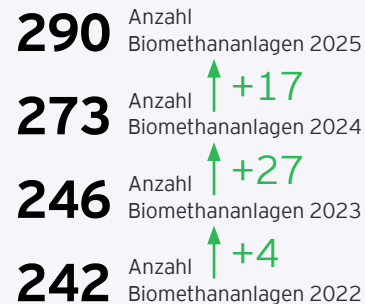 290 Anzahl
Biomethananlagen 2025
+17
273 Anzahl
Biomethananlagen 2024
+27
246 Anzahl
Biomethananlagen 2023
+4
242 Anzahl
Biomethananlagen 2022